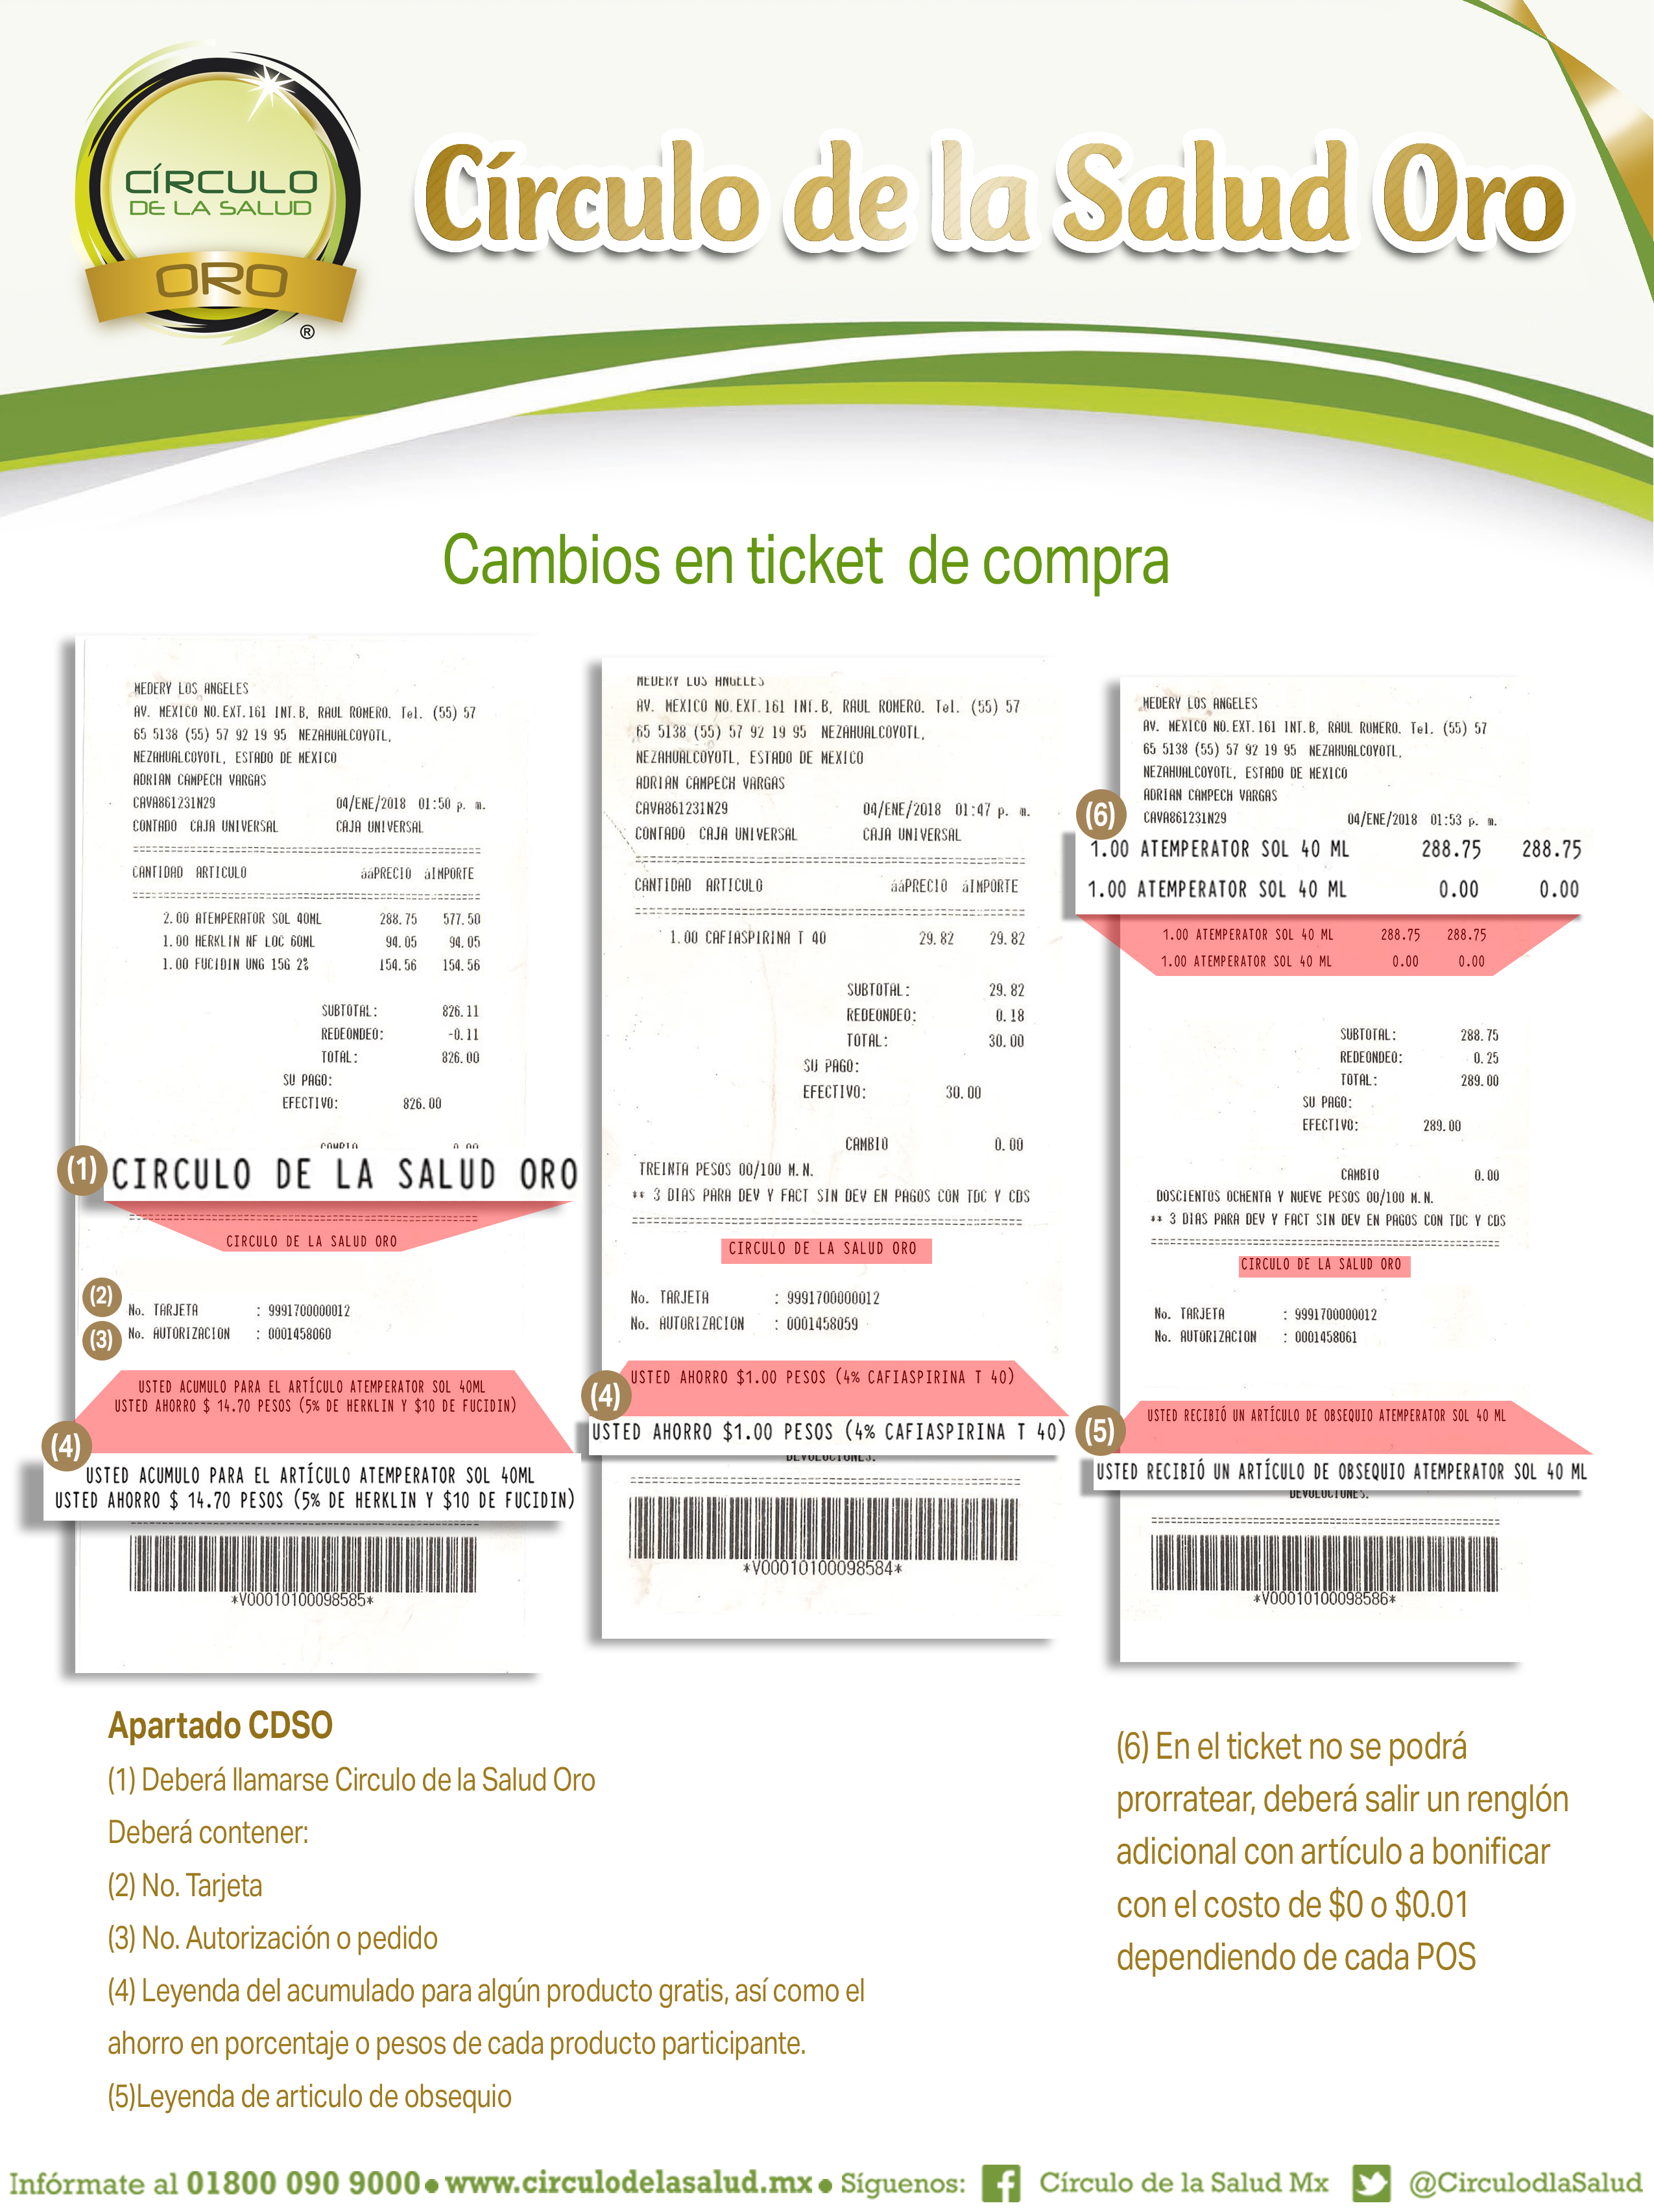 CÍRCULO
DE LA SALUD
ORO
®
Círculo de la Salud Oro
Cambios en ticket de compra
MEDERY LOS ANGELES
AV. MEXICO NO.EXT.161 INT.B, RAUL ROMERO. Tel. (55) 57
65 5138 (55) 57 92 19 95 NEZAHUALCOYOTL,
NEZAHUALCOYOTL, ESTADO DE MEXICO
ADRIAN CAMPECH VARGAS
CAVA861231N29 04/ENE/2018 01:50 p. m.
CONTADO CAJA UNIVERSAL CAJA UNIVERSAL
CANTIDAD ARTICULO ááPRECIO áIMPORTE
2.00 ATEMPERATOR SOL 40ML 288.75 577.50
1.00 HERKLIN NF LOC 60ML 94.05 94.05
1.00 FUCIDIN UNG 15G 2% 154.56 154.56
SUBTOTAL: 826.11
REDEONDEO: -0.11
TOTAL: 826.00
SU PAGO:
EFECTIVO: 826.00
CAMBIO 0.00
(1) CIRCULO DE LA SALUD ORO
CIRCULO DE LA SALUD ORO
(2) No. TARJETA : 9991700000012
(3) No. AUTORIZACION : 0001458060
USTED ACUMULO PARA EL ARTÍCULO ATEMPERATOR SOL 40ML
USTED AHORRO $ 14.70 PESOS (5% DE HERKLIN Y $10 DE FUCIDIN)
(4)
USTED ACUMULO PARA EL ARTÍCULO ATEMPERATOR SOL 40ML
USTED AHORRO $ 14.70 PESOS (5% DE HERKLIN Y $10 DE FUCIDIN)
*V00010100098585*
MEDERY LOS ANGELES
AV. MEXICO NO.EXT.161 INT.B, RAUL ROMERO. Tel. (55) 57
65 5138 (55) 57 92 19 95 NEZAHUALCOYOTL,
NEZAHUALCOYOTL, ESTADO DE MEXICO
ADRIAN CAMPECH VARGAS
CAVA861231N29 04/ENE/2018 01:47 p. m.
CONTADO CAJA UNIVERSAL CAJA UNIVERSAL
CANTIDAD ARTICULO ááPRECIO áIMPORTE
1.00 CAFIASPIRINA T 40 29.82 29.82
SUBTOTAL: 29.82
REDEONDEO: 0.18
TOTAL: 30.00
SU PAGO:
EFECTIVO: 30.00
CAMBIO 0.00
TREINTA PESOS 00/100 M.N.
** 3 DIAS PARA DEV Y FACT SIN DEV EN PAGOS CON TDC Y CDS
CIRCULO DE LA SALUD ORO
No. TARJETA : 9991700000012
No. AUTORIZACION : 0001458059
USTED AHORRO $1.00 PESOS (4% CAFIASPIRINA T 40)
(4)
USTED AHORRO $1.00 PESOS (4% CAFIASPIRINA T 40)
DEVOLUCIONES.
*V00010100098584*
MEDERY LOS ANGELES
AV. MEXICO NO.EXT.161 INT.B, RAUL ROMERO. Tel. (55) 57
65 5138 (55) 57 92 19 95 NEZAHUALCOYOTL,
NEZAHUALCOYOTL, ESTADO DE MEXICO
ADRIAN CAMPECH VARGAS
CAVA861231N29 04/ENE/2018 01:53 p. m.
(6)
1.00 ATEMPERATOR SOL 40 ML 288.75 288.75
1.00 ATEMPERATOR SOL 40 ML 0.00 0.00
1.00 ATEMPERATOR SOL 40 ML 288.75 288.75
1.00 ATEMPERATOR SOL 40 ML 0.00 0.00
SUBTOTAL: 288.75
REDEONDEO: 0.25
TOTAL: 289.00
SU PAGO:
EFECTIVO: 289.00
CAMBIO 0.00
DOSCIENTOS OCHENTA Y NUEVE PESOS 00/100 M.N.
** 3 DIAS PARA DEV Y FACT SIN DEV EN PAGOS CON TDC Y CDS
CIRCULO DE LA SALUD ORO
No. TARJETA : 9991700000012
No. AUTORIZACION : 0001458061
USTED RECIBIÓ UN ARTÍCULO DE OBSEQUIO ATEMPERATOR SOL 40 ML
(5)
USTED RECIBIÓ UN ARTÍCULO DE OBSEQUIO ATEMPERATOR SOL 40 ML
DEVOLUCIONES.
*V00010100098586*
Apartado CDSO
(1) Deberá llamarse Circulo de la Salud Oro
Deberá contener:
(2) No. Tarjeta
(3) No. Autorización o pedido
(4) Leyenda del acumulado para algún producto gratis, así como el
ahorro en porcentaje o pesos de cada producto participante.
(5)Leyenda de articulo de obsequio
(6) En el ticket no se podrá
prorratear, deberá salir un renglón
adicional con artículo a bonificar
con el costo de $0 o $0.01
dependiendo de cada POS
Infórmate al 01800 090 9000 • www.circulodelasalud.mx • Síguenos: Círculo de la Salud Mx @CirculodlaSalud